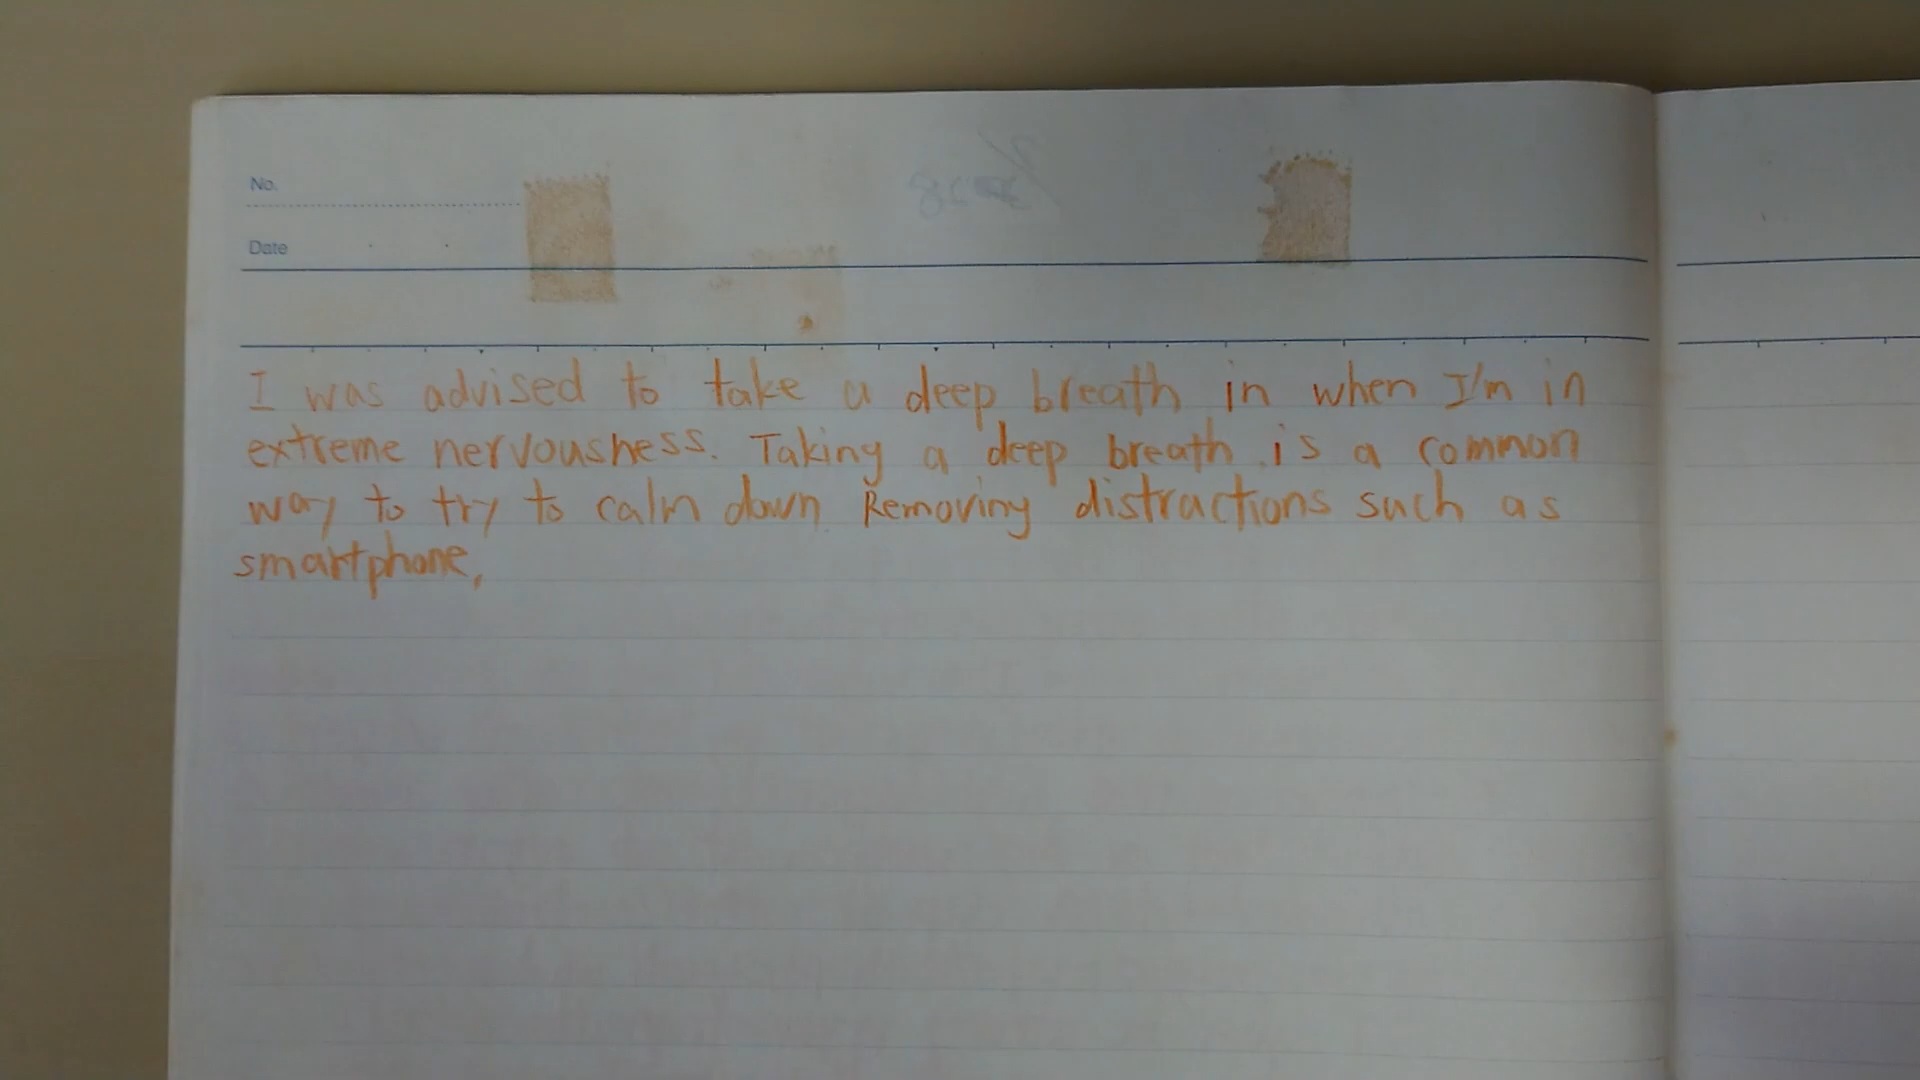 No.
Date
I was advised to take a deep breath in when I'm in
extreme nervousness. Taking a deep breath is a common
way to try to calm down. Removing distractions such as
smartphone,